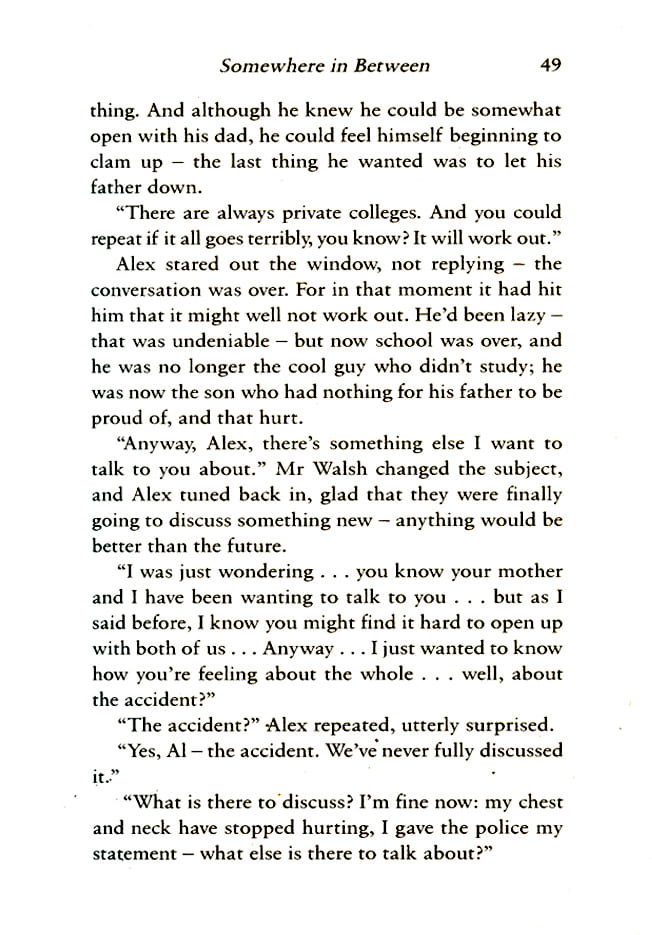 Somewhere in Between 49
thing. And although he knew he could be somewhat
open with his dad, he could feel himself beginning to
clam up – the last thing he wanted was to let his
father down.
“There are always private colleges. And you could
repeat if it all goes terribly, you know? It will work out.”
Alex stared out the window, not replying – the
conversation was over. For in that moment it had hit
him that it might well not work out. He’d been lazy –
that was undeniable – but now school was over, and
he was no longer the cool guy who didn’t study; he
was now the son who had nothing for his father to be
proud of, and that hurt.
“Anyway, Alex, there’s something else I want to
talk to you about.” Mr Walsh changed the subject,
and Alex tuned back in, glad that they were finally
going to discuss something new – anything would be
better than the future.
“I was just wondering . . . you know your mother
and I have been wanting to talk to you . . . but as I
said before, I know you might find it hard to open up
with both of us . . . Anyway . . . I just wanted to know
how you’re feeling about the whole . . . well, about
the accident?”
“The accident?” Alex repeated, utterly surprised.
“Yes, Al – the accident. We’ve never fully discussed
it.”
“What is there to discuss? I’m fine now: my chest
and neck have stopped hurting, I gave the police my
statement – what else is there to talk about?”